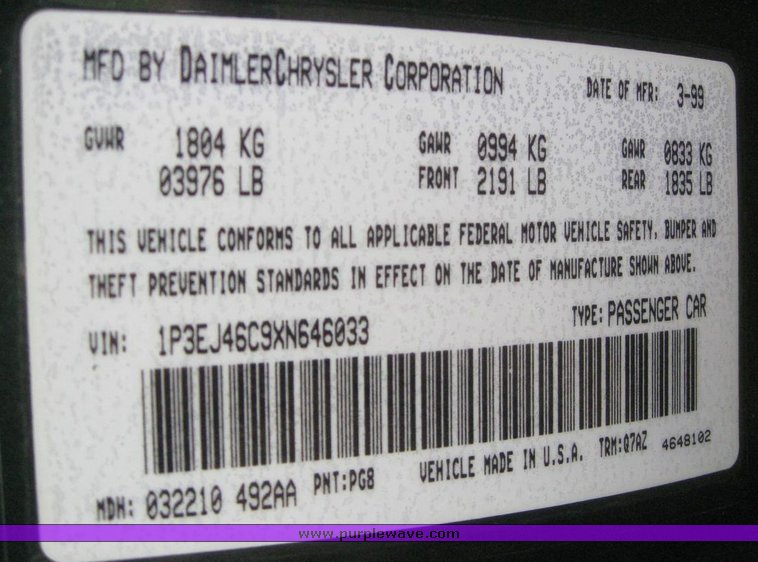 MFD BY DAIMLERCHRYSLER CORPORATION DATE OF MFR: 3-99
GVWR 1804 KG GAWR 0994 KG GAWR 0833 KG
03976 LB FRONT 2191 LB REAR 1835 LB
THIS VEHICLE CONFORMS TO ALL APPLICABLE FEDERAL MOTOR VEHICLE SAFETY, BUMPER AND
THEFT PREVENTION STANDARDS IN EFFECT ON THE DATE OF MANUFACTURE SHOWN ABOVE.
VIN: 1P3EJ46C9XN646033 TYPE: PASSENGER CAR
MDH: 032210 492AA PNT:PG8 VEHICLE MADE IN U.S.A. TRM:Q7AZ 4648102
www.purplewave.com